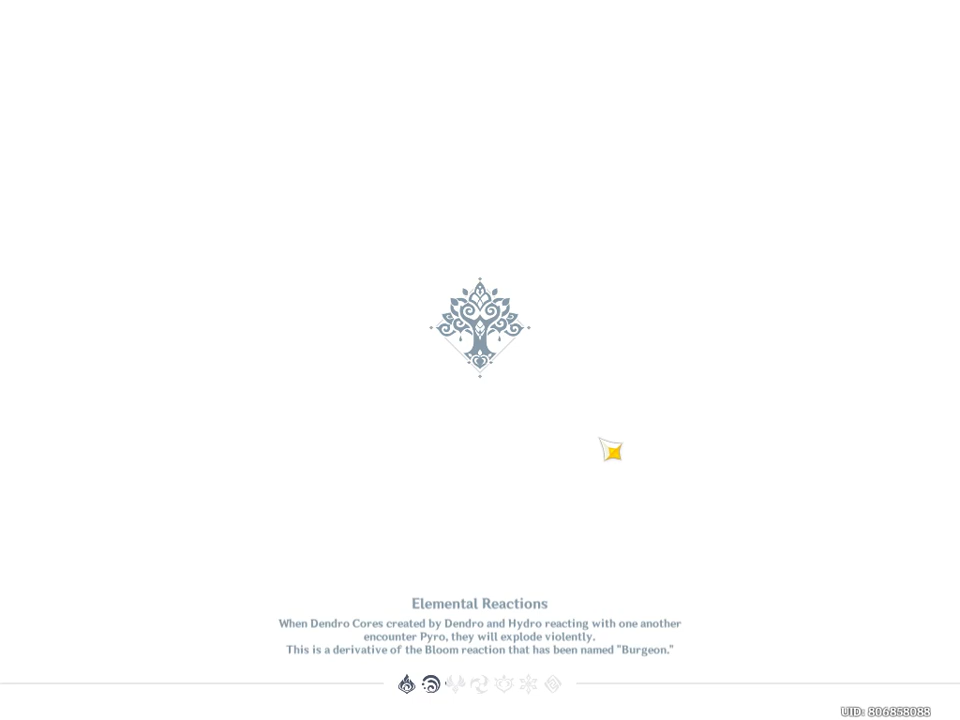 Elemental Reactions
When Dendro Cores created by Dendro and Hydro reacting with one another
encounter Pyro, they will explode violently.
This is a derivative of the Bloom reaction that has been named "Burgeon."
UID: 806858088